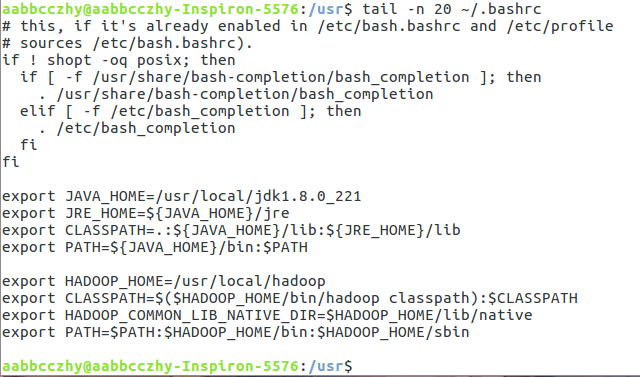 aabbcczhy@aabbcczhy-Inspiron-5576:/usr$ tail -n 20 ~/.bashrc
# this, if it's already enabled in /etc/bash.bashrc and /etc/profile
# sources /etc/bash.bashrc).
if ! shopt -oq posix; then
  if [ -f /usr/share/bash-completion/bash_completion ]; then
    . /usr/share/bash-completion/bash_completion
  elif [ -f /etc/bash_completion ]; then
    . /etc/bash_completion
  fi
fi

export JAVA_HOME=/usr/local/jdk1.8.0_221
export JRE_HOME=${JAVA_HOME}/jre
export CLASSPATH=.:${JAVA_HOME}/lib:${JRE_HOME}/lib
export PATH=${JAVA_HOME}/bin:$PATH

export HADOOP_HOME=/usr/local/hadoop
export CLASSPATH=$($HADOOP_HOME/bin/hadoop classpath):$CLASSPATH
export HADOOP_COMMON_LIB_NATIVE_DIR=$HADOOP_HOME/lib/native
export PATH=$PATH:$HADOOP_HOME/bin:$HADOOP_HOME/sbin

aabbcczhy@aabbcczhy-Inspiron-5576:/usr$